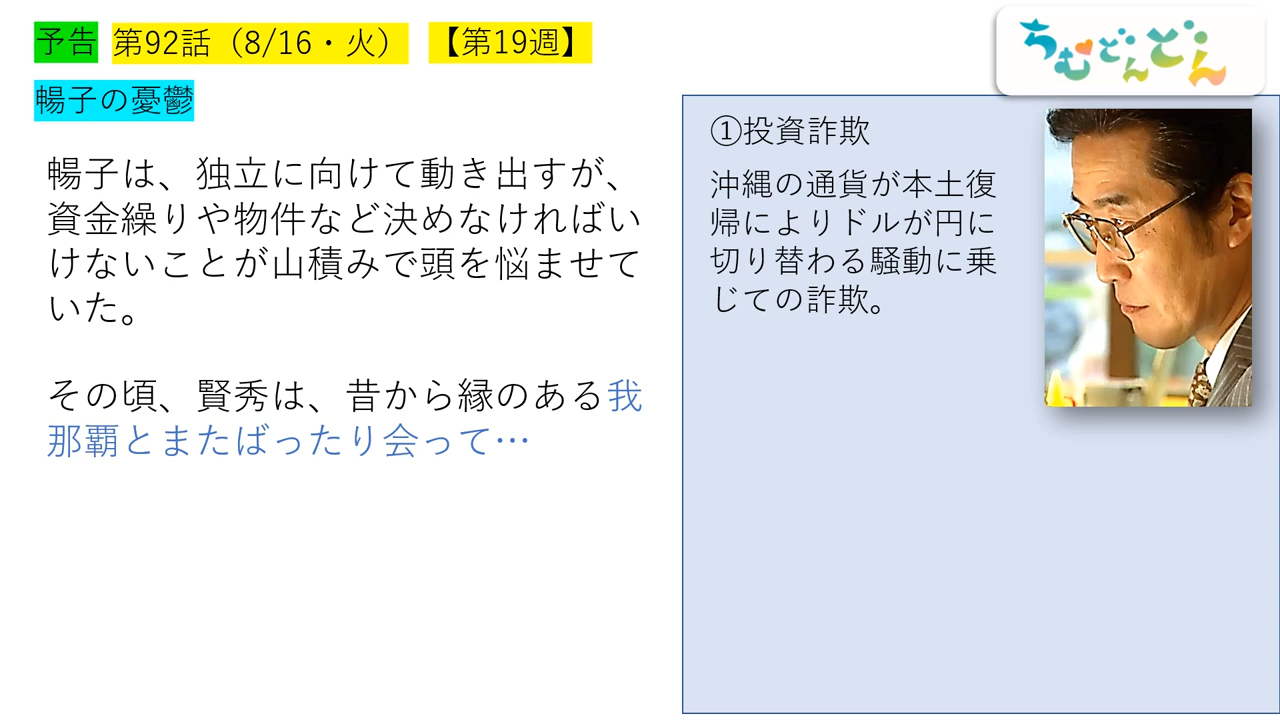 予告 第92話（8/16・火） 【第19週】
ちむどんどん
暢子の憂鬱
暢子は、独立に向けて動き出すが、
資金繰りや物件など決めなければい
けないことが山積みで頭を悩ませて
いた。
その頃、賢秀は、昔から縁のある我
那覇とまたばったり会って…
①投資詐欺
沖縄の通貨が本土復
帰によりドルが円に
切り替わる騒動に乗
じての詐欺。